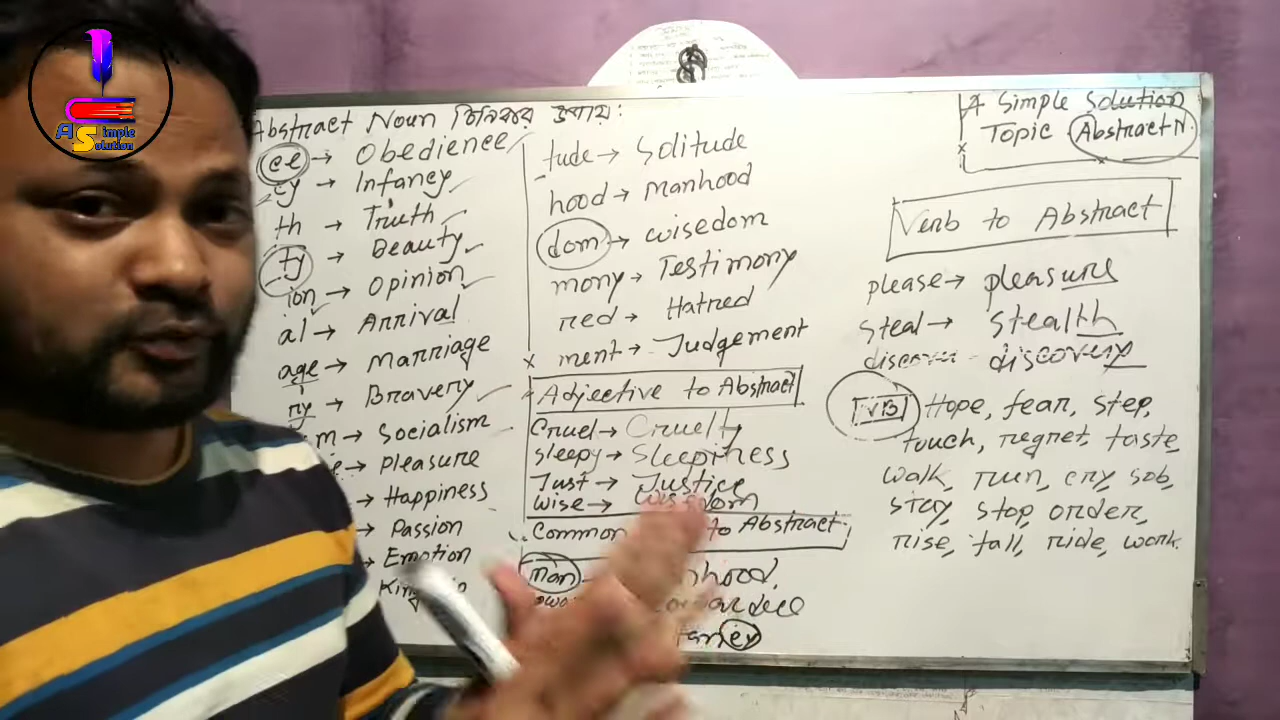 A Simple Solution
Abstract Noun চিনিবার উপায়:
ce → Obedience
cy → Infancy
th → Truth
ty → Beauty
ion → Opinion
al → Arrival
age → Marriage
ry → Bravery
m → Socialism
Pleasure
→ Happiness
→ Passion
→ Emotion
tude → Solitude
hood → Manhood
dom → wisedom
mony → Testimony
red → Hatred
ment → Judgement
Adjective to Abstract
Cruel → Cruelty
Sleepy → Sleepiness
Just → Justice
Wise → Wisedom
Common to Abstract
Man hood,
A Simple Solution
Topic Abstract N.
Verb to Abstract
please → pleasure
Steal → Stealth
discover discovery
VB Hope, fear, step,
touch, regret, taste,
walk, run, cry, sob,
stay, stop, order,
rise, fall, ride, work.